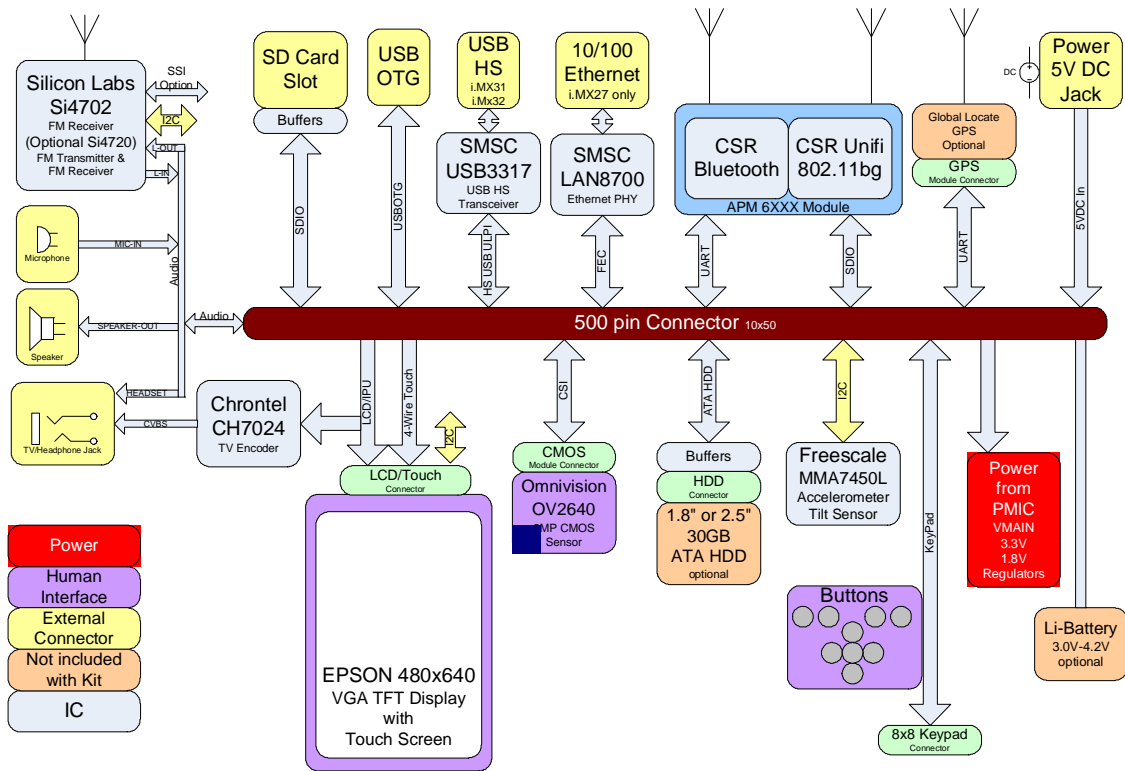 Silicon Labs
Si4702
FM Receiver
(Optional Si4720)
FM Transmitter &
FM Receiver
SSI
Option
I2C
L-OUT
L-IN
SD Card
Slot
Buffers
SDIO
USB
OTG
USBOTG
USB
HS
i.MX31
i.Mx32
SMSC
USB3317
USB HS
Transceiver
HS USB ULPI
10/100
Ethernet
i.MX27 only
SMSC
LAN8700
Ethernet PHY
FEC
CSR
Bluetooth
CSR Unifi
802.11bg
APM 6XXX Module
UART
SDIO
Global Locate
GPS
Optional
GPS
Module Connector
UART
DC
Power
5V DC
Jack
5VDC In
Microphone
MIC-IN
Audio
Speaker
SPEAKER-OUT
Audio
500 pin Connector 10x50
TV/Headphone Jack
HEADSET
CVBS
Chrontel
CH7024
TV Encoder
LCD/IPU
4-Wire Touch
I2C
LCD/Touch
Connector
EPSON 480x640
VGA TFT Display
with
Touch Screen
CSI
CMOS
Module Connector
Omnivision
OV2640
MP CMOS
Sensor
ATA HDD
Buffers
HDD
Connector
1.8" or 2.5"
30GB
ATA HDD
optional
I2C
Freescale
MMA7450L
Accelerometer
Tilt Sensor
KeyPad
Buttons
8x8 Keypad
Connector
Power
from
PMIC
VMAIN
3.3V
1.8V
Regulators
Li-Battery
3.0V-4.2V
optional
Power
Human
Interface
External
Connector
Not included
with Kit
IC